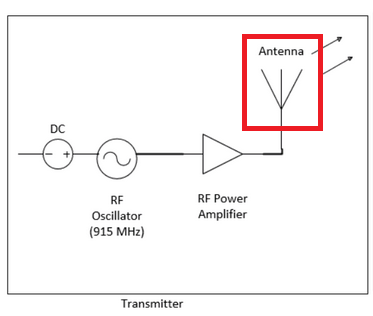 Antenna
DC
− +
RF
Oscillator
(915 MHz)
RF Power
Amplifier
Transmitter